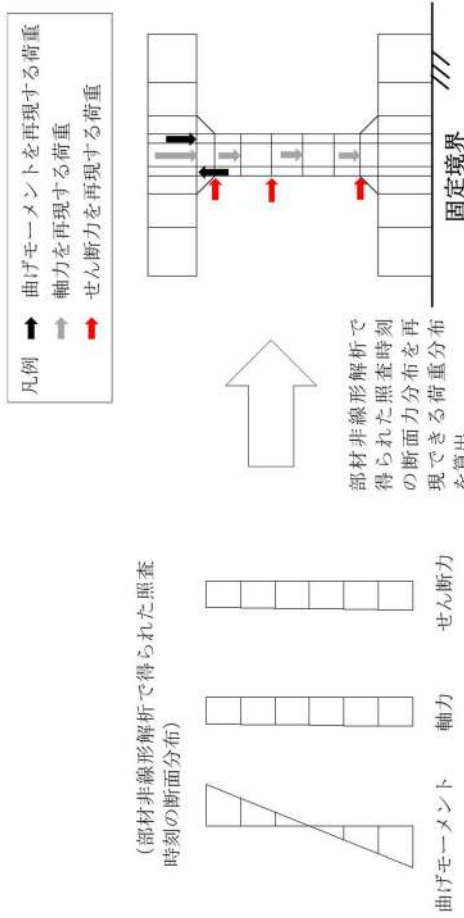 凡例
曲げモーメントを再現する荷重
軸力を再現する荷重
せん断力を再現する荷重
(部材非線形解析で得られた照査
時刻の断面分布)
曲げモーメント
軸力
せん断力
部材非線形解析で
得られた照査時刻
の断面力分布を再
現できる荷重分布
を算出
固定境界